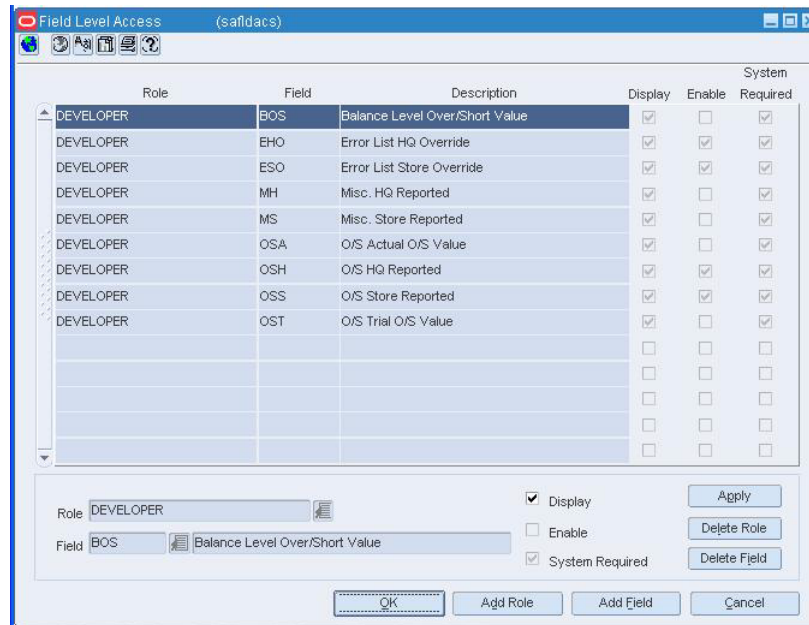 Field Level Access (safldacs)
System
Role Field Description Display Enable Required
DEVELOPER BOS Balance Level Over/Short Value
DEVELOPER EHO Error List HQ Override
DEVELOPER ESO Error List Store Override
DEVELOPER MH Misc. HQ Reported
DEVELOPER MS Misc. Store Reported
DEVELOPER OSA O/S Actual O/S Value
DEVELOPER OSH O/S HQ Reported
DEVELOPER OSS O/S Store Reported
DEVELOPER OST O/S Trial O/S Value
Role DEVELOPER Display Apply
Field BOS Balance Level Over/Short Value Enable Delete Role
System Required Delete Field
OK Add Role Add Field Cancel